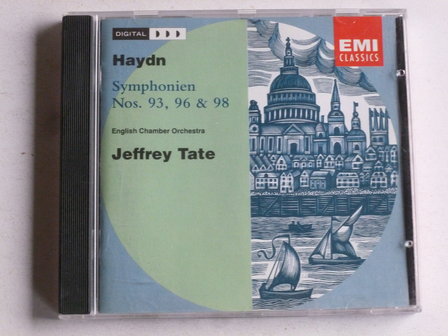 DIGITAL DDD
Haydn
Symphonien
Nos. 93, 96 & 98
English Chamber Orchestra
Jeffrey Tate
EMI
CLASSICS